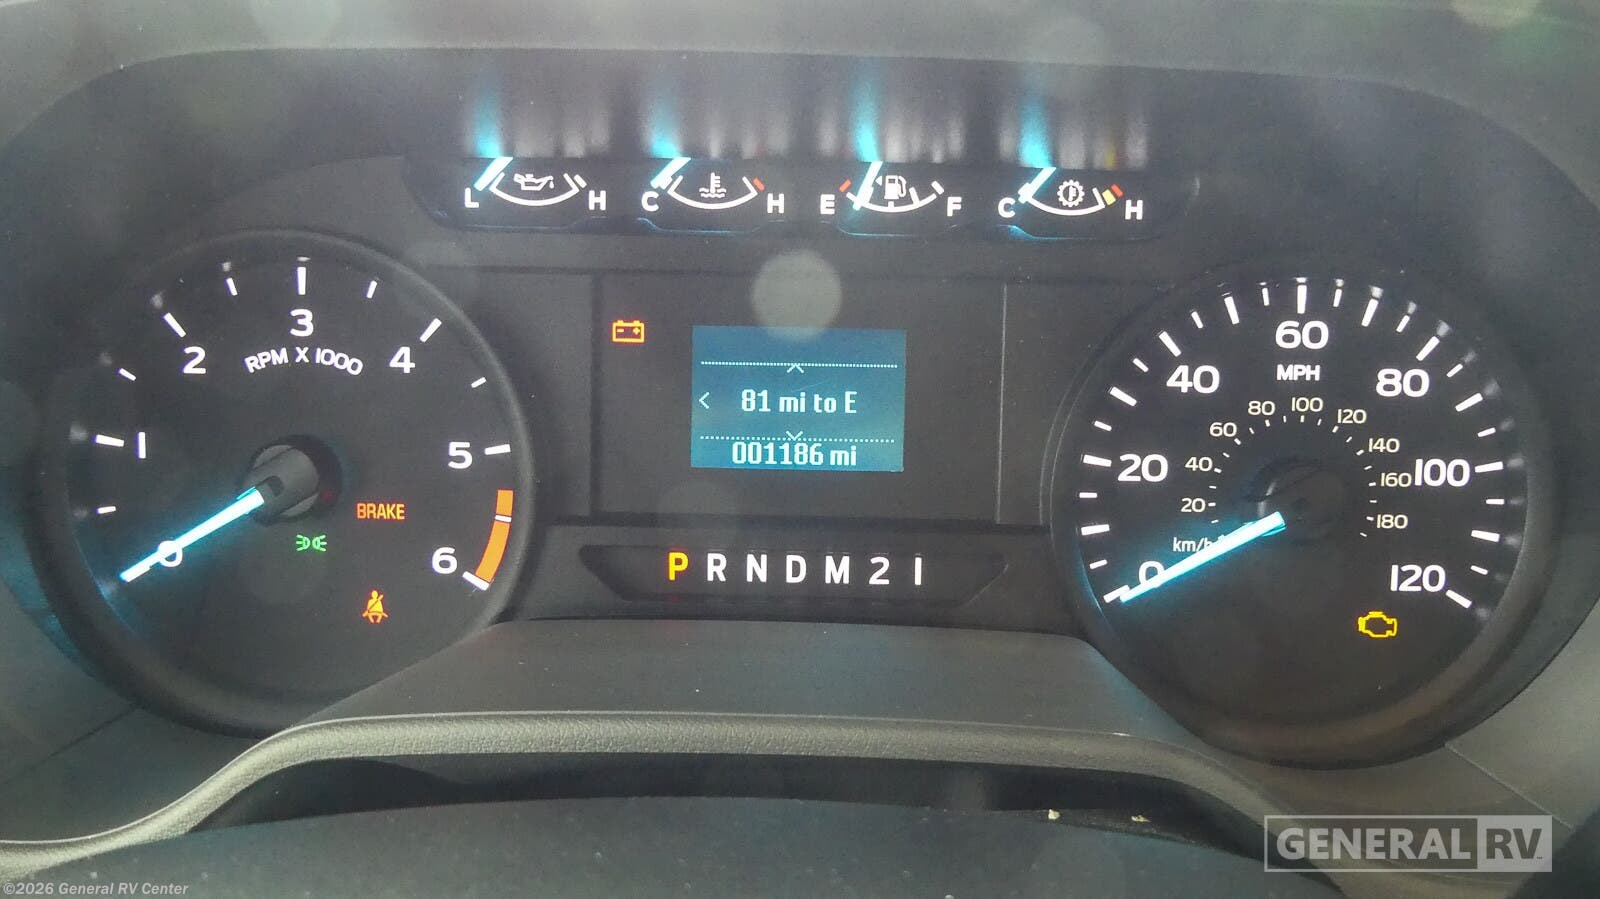 L H C H E F C H
0 1 2 3 4 5 6
RPM X 1000
BRAKE
81 mi to E
001186 mi
P R N D M 2 1
0 20 40 60 80 100 120
MPH
20 40 60 80 100 120 140 160 180
km/h
GENERAL RV
©2026 General RV Center